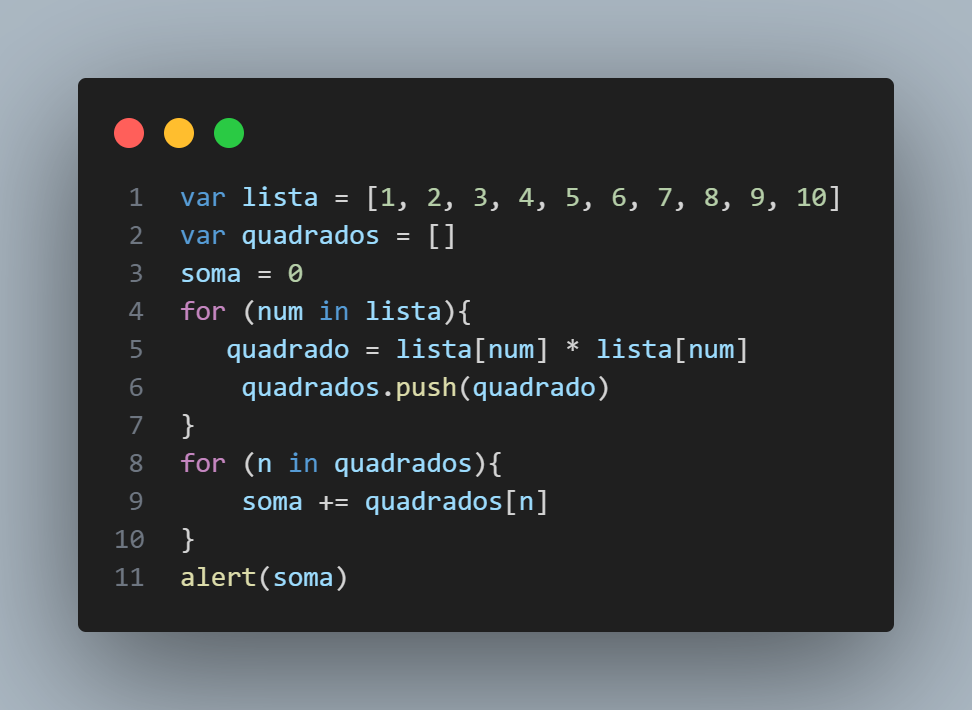 1 var lista = [1, 2, 3, 4, 5, 6, 7, 8, 9, 10]
2 var quadrados = []
3 soma = 0
4 for (num in lista){
5    quadrado = lista[num] * lista[num]
6     quadrados.push(quadrado)
7 }
8 for (n in quadrados){
9     soma += quadrados[n]
10 }
11 alert(soma)